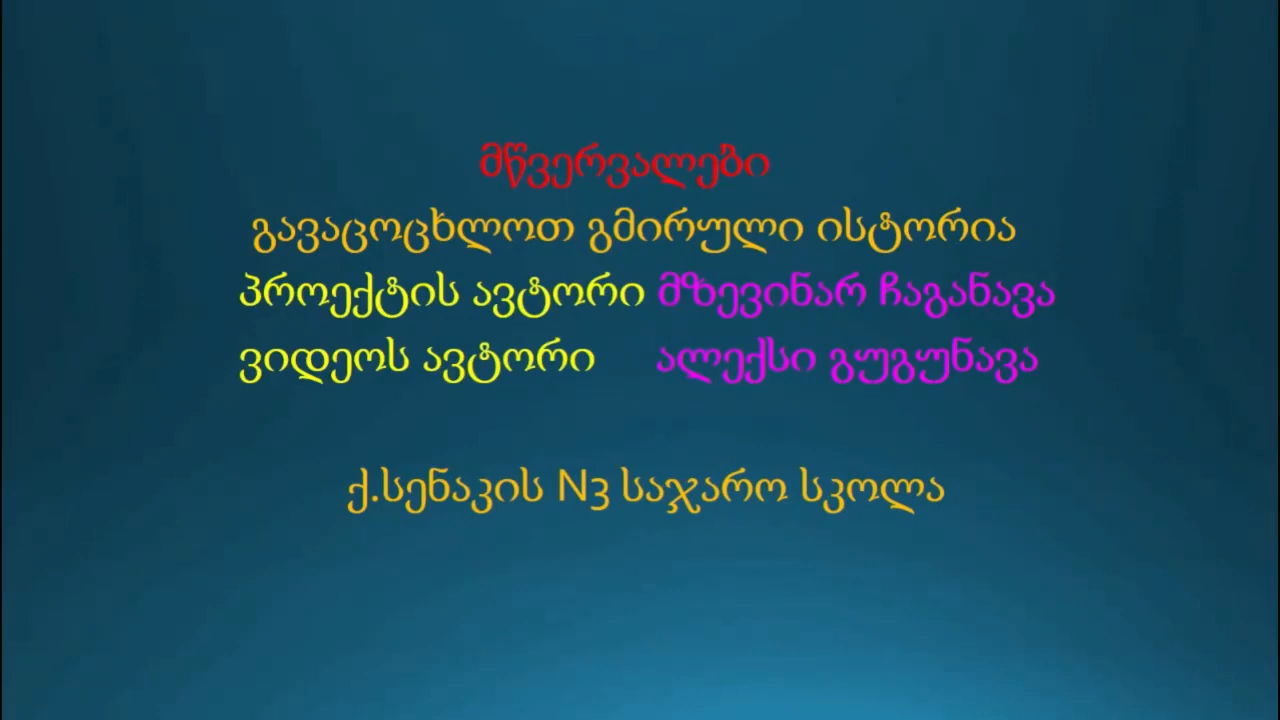 მწვერვალები
გავაცოცხლოთ გმირული ისტორია
პროექტის ავტორი მზევინარ ჩაგანავა
ვიდეოს ავტორი ალექსი გუგუნავა
ქ.სენაკის N3 საჯარო სკოლა